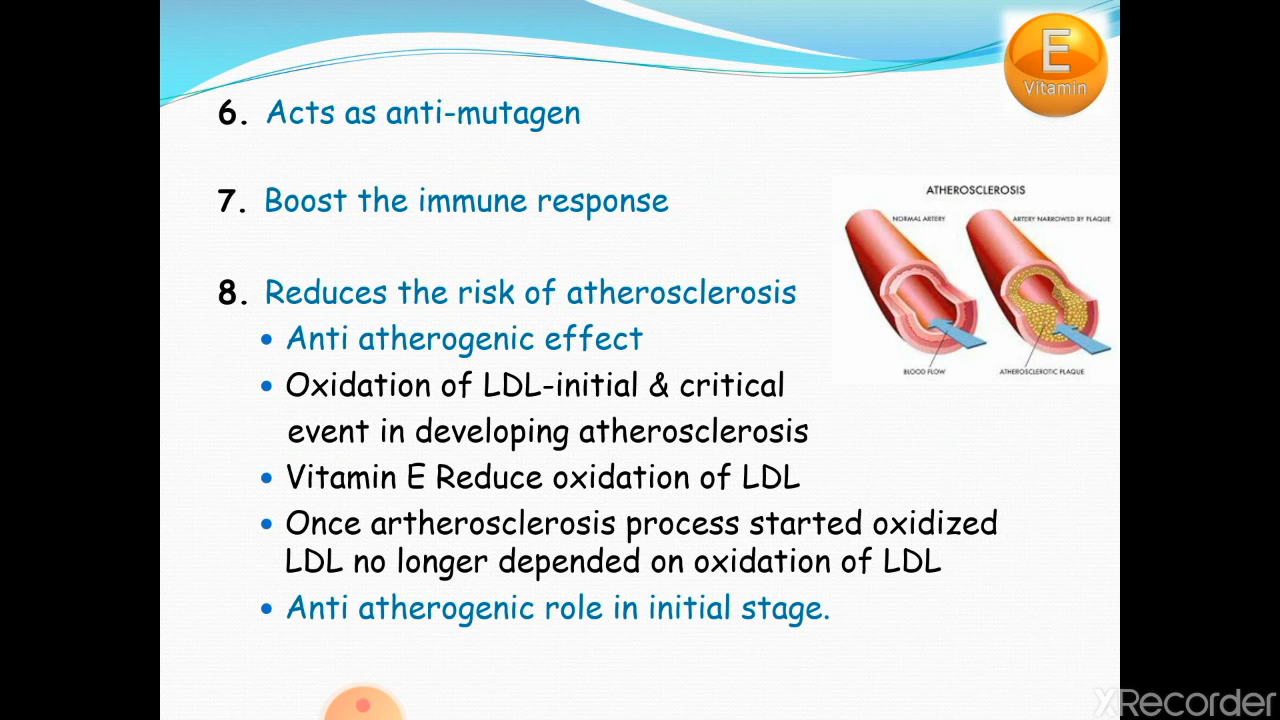 E
Vitamin
6. Acts as anti-mutagen
7. Boost the immune response
ATHEROSCLEROSIS
NORMAL ARTERY
ARTERY NARROWED BY PLAQUE
BLOOD FLOW
ATHEROSCLEROTIC PLAQUE
8. Reduces the risk of atherosclerosis
• Anti atherogenic effect
• Oxidation of LDL-initial & critical
event in developing atherosclerosis
• Vitamin E Reduce oxidation of LDL
• Once artherosclerosis process started oxidized
LDL no longer depended on oxidation of LDL
• Anti atherogenic role in initial stage.
XRecorder